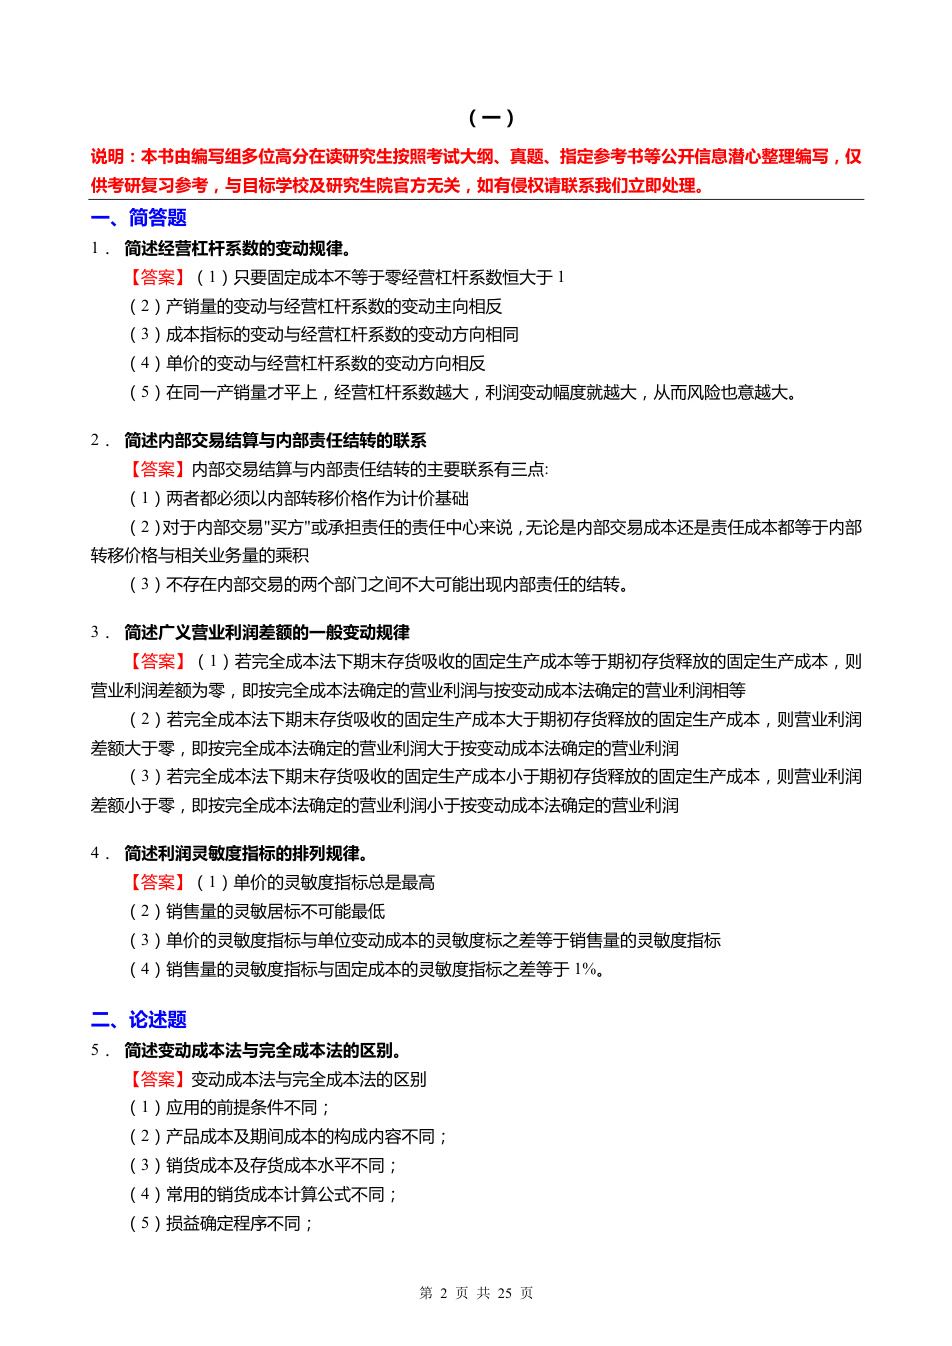 （一）
说明：本书由编写组多位高分在读研究生按照考试大纲、真题、指定参考书等公开信息潜心整理编写，仅
供考研复习参考，与目标学校及研究生院官方无关，如有侵权请联系我们立即处理。
一、简答题
1． 简述经营杠杆系数的变动规律。
【答案】（1）只要固定成本不等于零经营杠杆系数恒大于 1
（2）产销量的变动与经营杠杆系数的变动主向相反
（3）成本指标的变动与经营杠杆系数的变动方向相同
（4）单价的变动与经营杠杆系数的变动方向相反
（5）在同一产销量才平上，经营杠杆系数越大，利润变动幅度就越大，从而风险也意越大。
2． 简述内部交易结算与内部责任结转的联系
【答案】内部交易结算与内部责任结转的主要联系有三点:
（1）两者都必须以内部转移价格作为计价基础
（2）对于内部交易"买方"或承担责任的责任中心来说，无论是内部交易成本还是责任成本都等于内部
转移价格与相关业务量的乘积
（3）不存在内部交易的两个部门之间不大可能出现内部责任的结转。
3． 简述广义营业利润差额的一般变动规律
【答案】（1）若完全成本法下期末存货吸收的固定生产成本等于期初存货释放的固定生产成本，则
营业利润差额为零，即按完全成本法确定的营业利润与按变动成本法确定的营业利润相等
（2）若完全成本法下期末存货吸收的固定生产成本大于期初存货释放的固定生产成本，则营业利润
差额大于零，即按完全成本法确定的营业利润大于按变动成本法确定的营业利润
（3）若完全成本法下期末存货吸收的固定生产成本小于期初存货释放的固定生产成本，则营业利润
差额小于零，即按完全成本法确定的营业利润小于按变动成本法确定的营业利润
4． 简述利润灵敏度指标的排列规律。
【答案】（1）单价的灵敏度指标总是最高
（2）销售量的灵敏居标不可能最低
（3）单价的灵敏度指标与单位变动成本的灵敏度标之差等于销售量的灵敏度指标
（4）销售量的灵敏度指标与固定成本的灵敏度指标之差等于 1%。
二、论述题
5． 简述变动成本法与完全成本法的区别。
【答案】变动成本法与完全成本法的区别
（1）应用的前提条件不同；
（2）产品成本及期间成本的构成内容不同；
（3）销货成本及存货成本水平不同；
（4）常用的销货成本计算公式不同；
（5）损益确定程序不同；
第 2 页 共 25 页